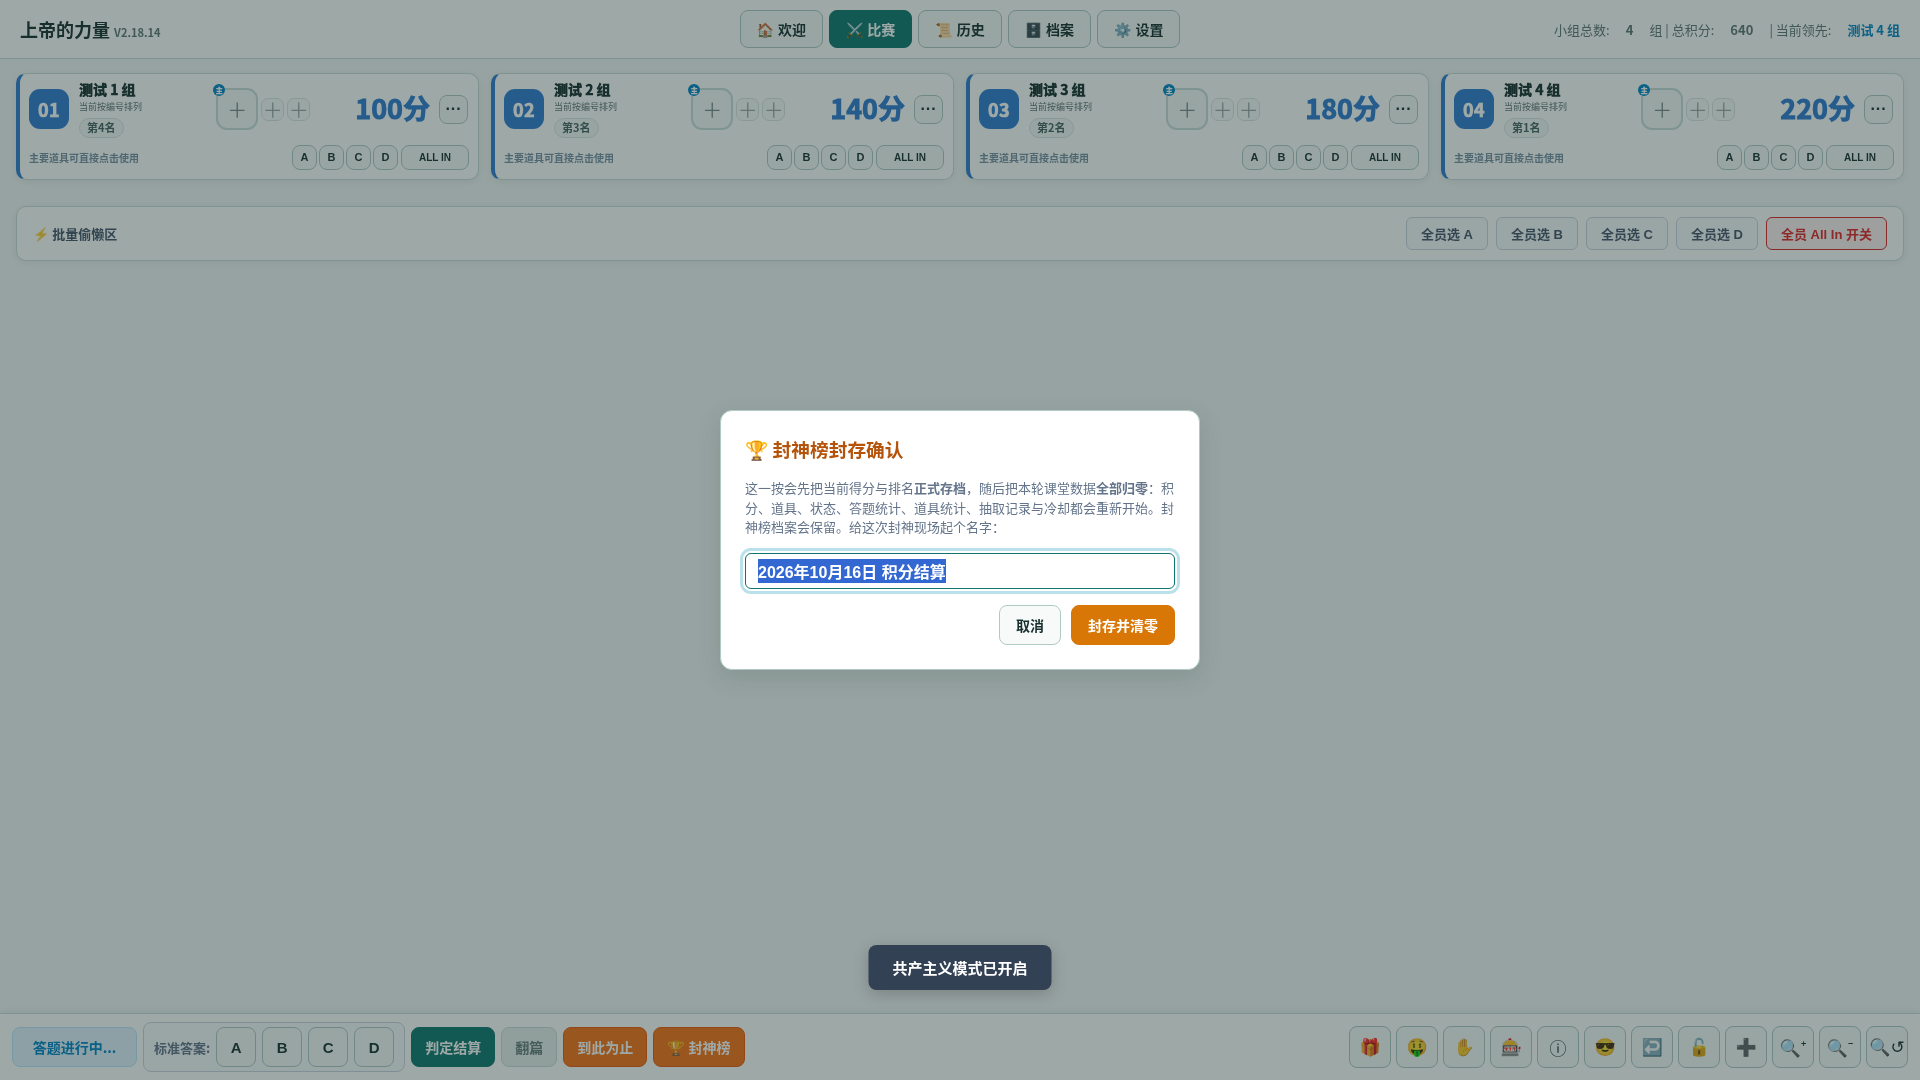 上帝的力量 V2.18.14
🏠 欢迎
⚔️ 比赛
📜 历史
🗄️ 档案
⚙️ 设置
小组总数: 4 组 | 总积分: 640 | 当前领先: 测试 4 组
01
测试 1 组
当前按编号排列
第4名
主
100分
主要道具可直接点击使用
A B C D ALL IN
02
测试 2 组
当前按编号排列
第3名
主
140分
主要道具可直接点击使用
A B C D ALL IN
03
测试 3 组
当前按编号排列
第2名
主
180分
主要道具可直接点击使用
A B C D ALL IN
04
测试 4 组
当前按编号排列
第1名
主
220分
主要道具可直接点击使用
A B C D ALL IN
⚡ 批量偷懒区
全员选 A
全员选 B
全员选 C
全员选 D
全员 All In 开关
🏆 封神榜封存确认
这一按会先把当前得分与排名正式存档，随后把本轮课堂数据全部归零：积
分、道具、状态、答题统计、道具统计、抽取记录与冷却都会重新开始。封
神榜档案会保留。给这次封神现场起个名字：
2026年10月16日 积分结算
取消
封存并清零
共产主义模式已开启
答题进行中...
标准答案: A B C D
判定结算
翻篇
到此为止
🏆 封神榜